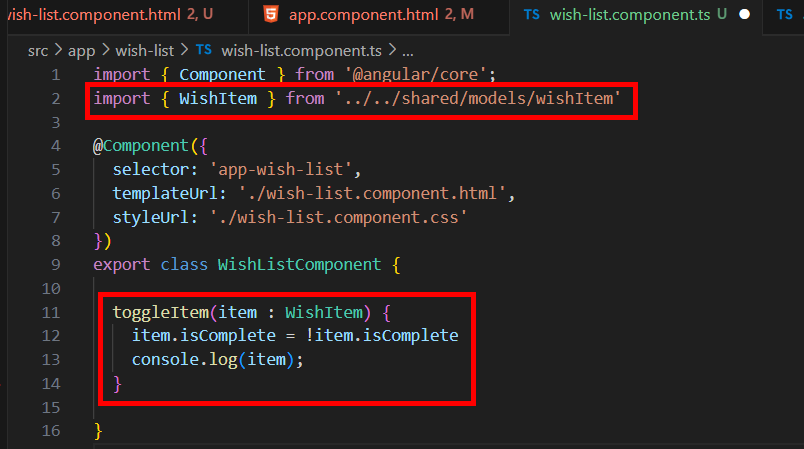 wish-list.component.html 2, U app.component.html 2, M TS wish-list.component.ts U TS
src > app > wish-list > TS wish-list.component.ts > ...
1 import { Component } from '@angular/core';
2 import { WishItem } from '../../shared/models/wishItem'
3
4 @Component({
5 selector: 'app-wish-list',
6 templateUrl: './wish-list.component.html',
7 styleUrl: './wish-list.component.css'
8 })
9 export class WishListComponent {
10
11 toggleItem(item : WishItem) {
12 item.isComplete = !item.isComplete
13 console.log(item);
14 }
15
16 }